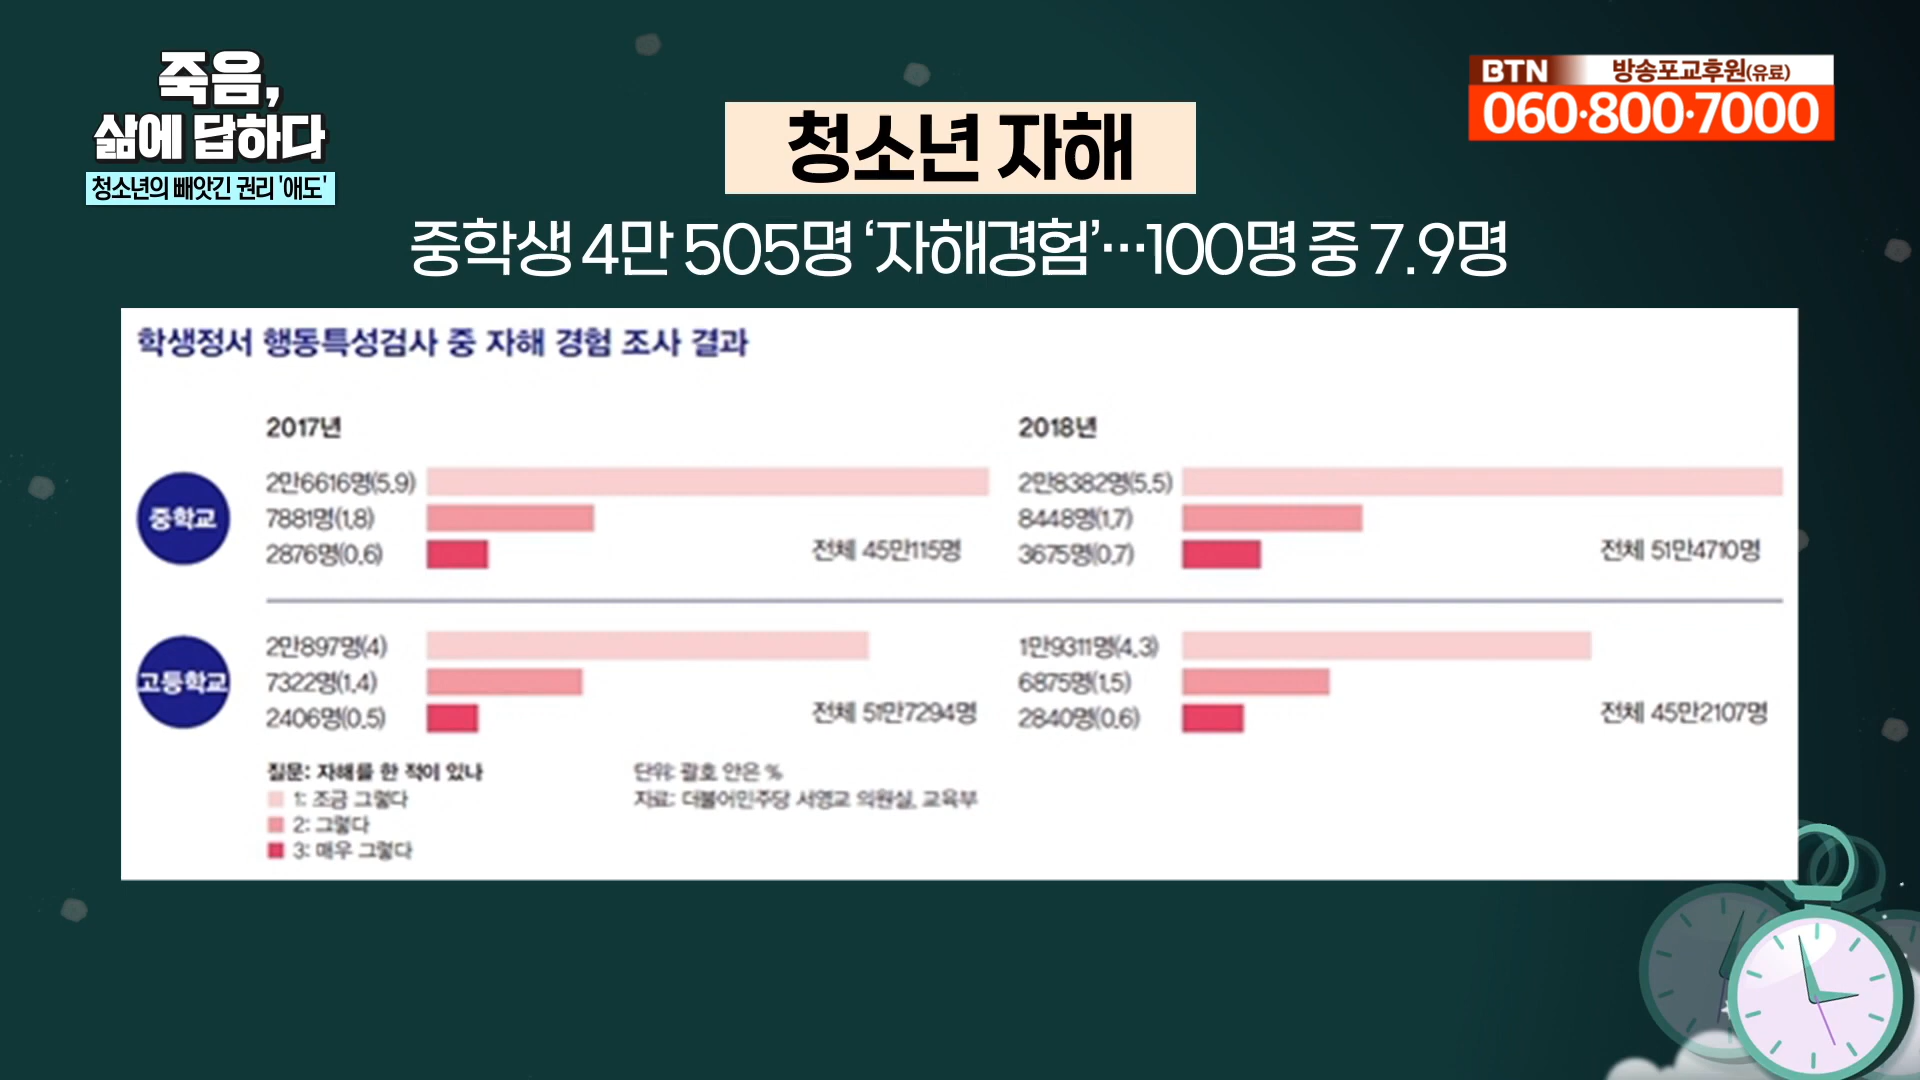 죽음,
삶에 답하다
청소년의 빼앗긴 권리 '애도'
BTN 방송포교후원(유료)
060·800·7000
청소년 자해
중학생 4만 505명 ‘자해경험’…100명 중 7.9명
학생정서 행동특성검사 중 자해 경험 조사 결과
2017년
2018년
중학교
2만6616명(5.9)
7881명(1.8)
2876명(0.6)
전체 45만115명
2만8382명(5.5)
8448명(1.7)
3675명(0.7)
전체 51만4710명
고등학교
2만897명(4)
7322명(1.4)
2406명(0.5)
전체 51만7294명
1만9311명(4.3)
6875명(1.5)
2840명(0.6)
전체 45만2107명
질문: 자해를 한 적이 있나
1: 조금 그렇다
2: 그렇다
3: 매우 그렇다
단위: 괄호 안은 %
자료: 더불어민주당 서영교 의원실, 교육부